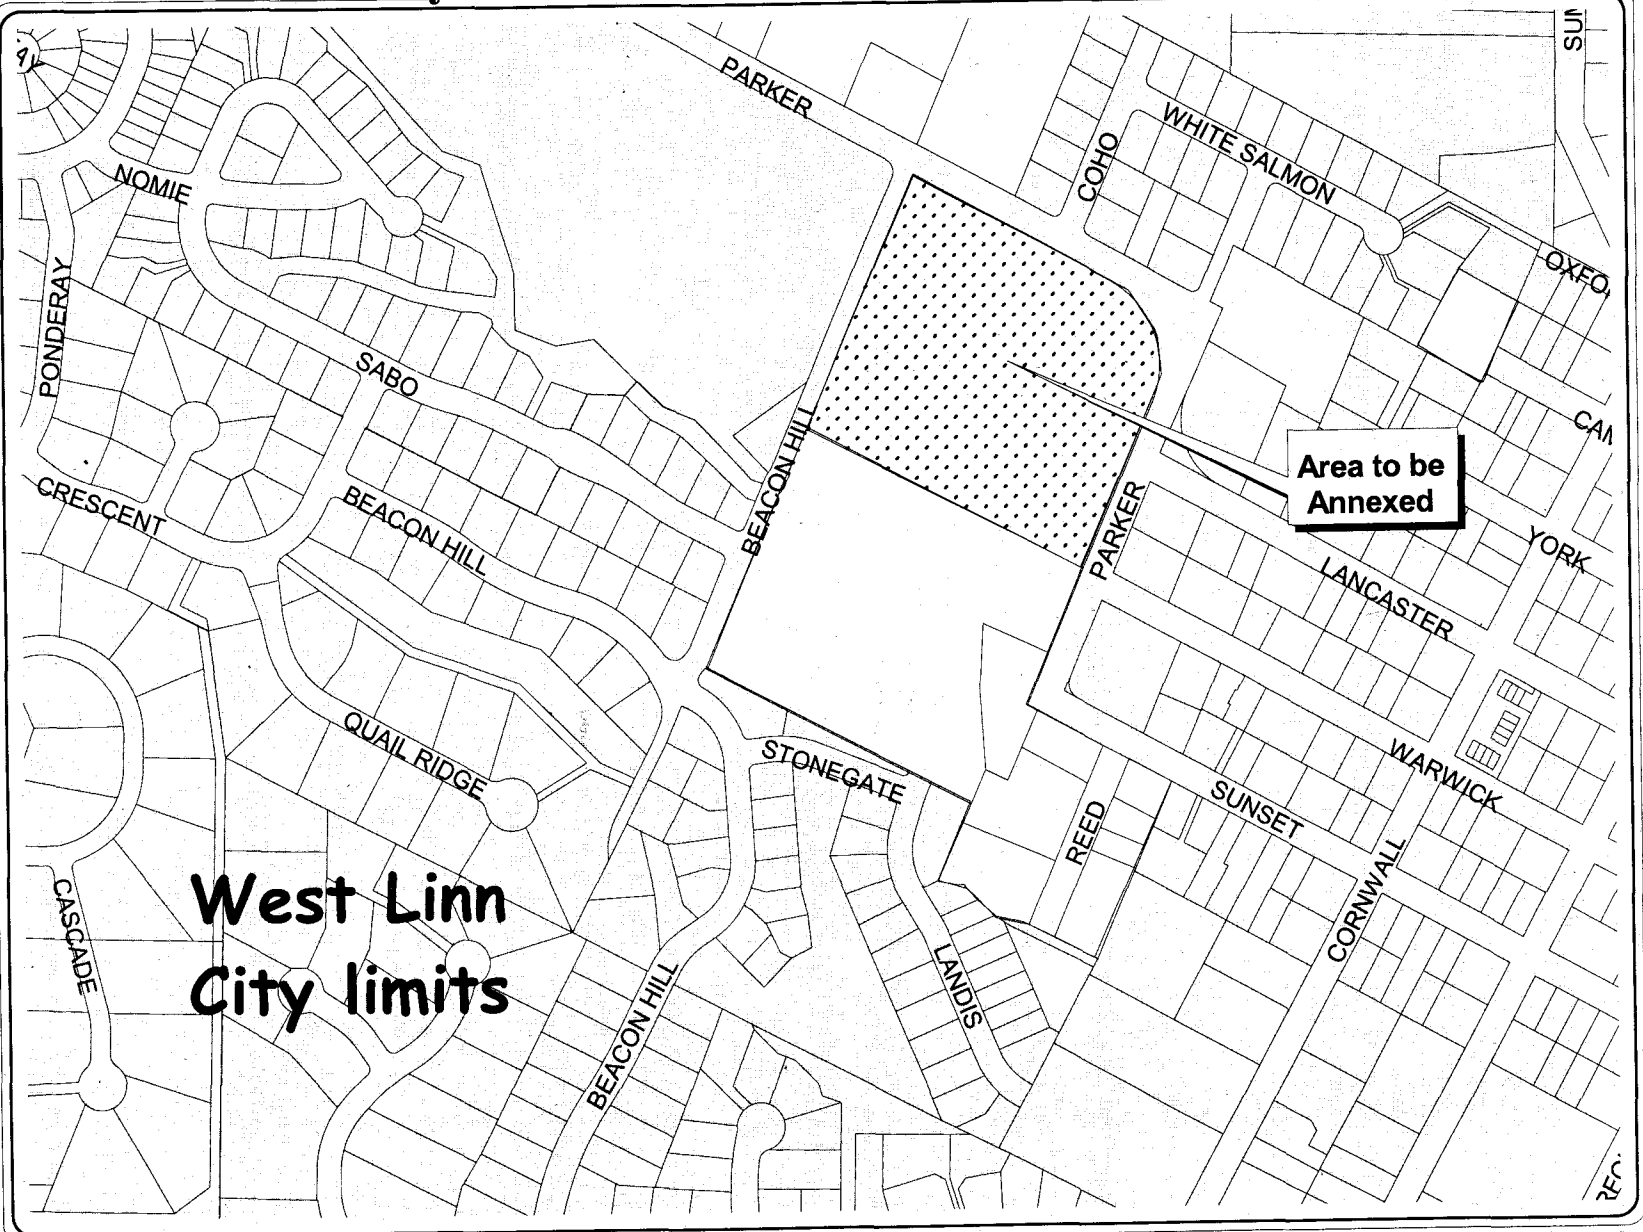 PARKER
COHO
WHITE SALMON
NOMIE
PONDERAY
SABO
BEACON HILL
CRESCENT
BEACON HILL
Area to be
Annexed
PARKER
YORK
LANCASTER
QUAIL RIDGE
STONEGATE
WARWICK
SUNSET
REED
CORNWALL
CASCADE
West Linn
City limits
BEACON HILL
LANDIS